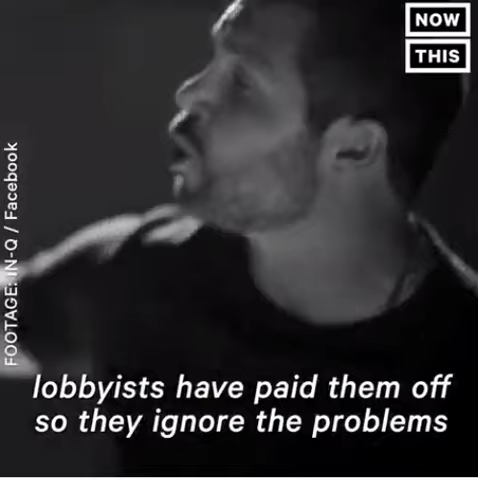 NOW
THIS
FOOTAGE: IN-Q / Facebook
lobbyists have paid them off
so they ignore the problems